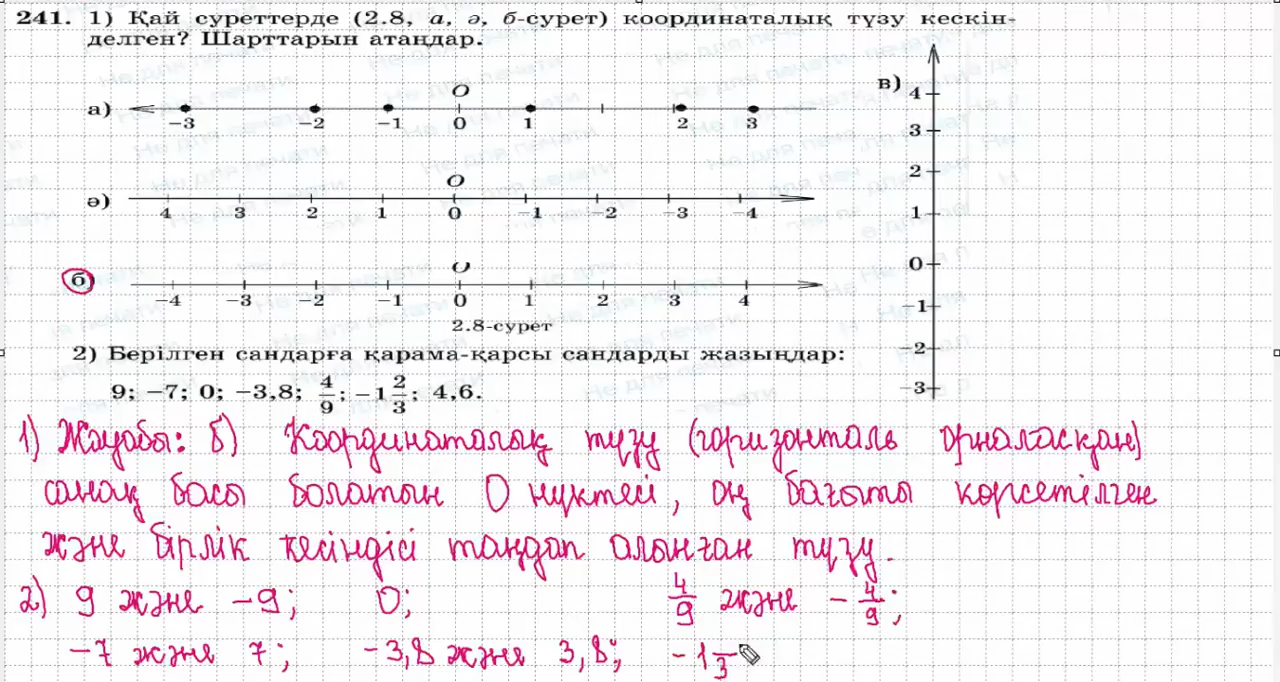 241. 1) Қай суреттерде (2.8, а, ә, б-сурет) координаталық түзу кескін-
делген? Шарттарын атаңдар.
а) O
−3 −2 −1 0 1 2 3
ә) O
4 3 2 1 0 −1 −2 −3 −4
б) O
−4 −3 −2 −1 0 1 2 3 4
2.8-сурет
в) 4
3
2
1
0
−1
−2
−3
2) Берілген сандарға қарама-қарсы сандарды жазыңдар:
9; −7; 0; −3,8; 4/9; −1 2/3; 4,6.
1) Жауабы: б) Координаталық түзу (горизонталь орналасқан)
санақ басы болатын О нүктесі, оң бағыты көрсетілген
және бірлік кесіндісі таңдап алынған түзу.
2) 9 және −9; 0; 4/9 және −4/9;
−7 және 7; −3,8 және 3,8; −1 /3